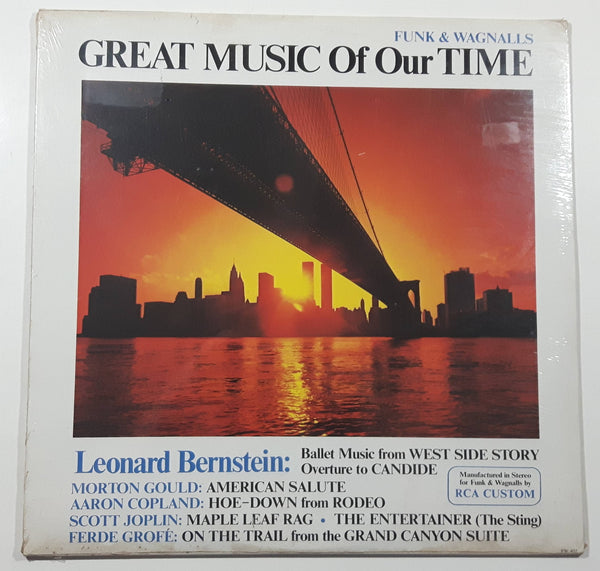 FUNK & WAGNALLS
GREAT MUSIC Of Our TIME
Leonard Bernstein: Ballet Music from WEST SIDE STORY
Overture to CANDIDE
Manufactured in Stereo
for Funk & Wagnalls by
RCA CUSTOM
MORTON GOULD: AMERICAN SALUTE
AARON COPLAND: HOE-DOWN from RODEO
SCOTT JOPLIN: MAPLE LEAF RAG • THE ENTERTAINER (The Sting)
FERDE GROFÉ: ON THE TRAIL from the GRAND CANYON SUITE